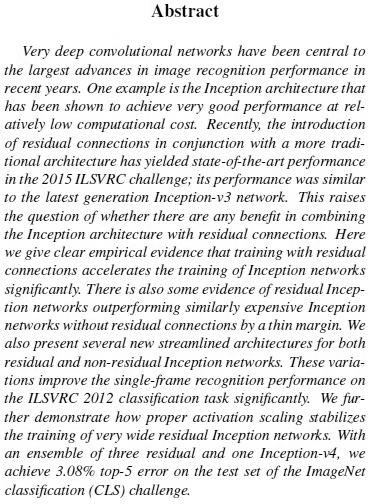 Abstract
Very deep convolutional networks have been central to
the largest advances in image recognition performance in
recent years. One example is the Inception architecture that
has been shown to achieve very good performance at rel-
atively low computational cost. Recently, the introduction
of residual connections in conjunction with a more tradi-
tional architecture has yielded state-of-the-art performance
in the 2015 ILSVRC challenge; its performance was similar
to the latest generation Inception-v3 network. This raises
the question of whether there are any benefit in combining
the Inception architecture with residual connections. Here
we give clear empirical evidence that training with residual
connections accelerates the training of Inception networks
significantly. There is also some evidence of residual Incep-
tion networks outperforming similarly expensive Inception
networks without residual connections by a thin margin. We
also present several new streamlined architectures for both
residual and non-residual Inception networks. These varia-
tions improve the single-frame recognition performance on
the ILSVRC 2012 classification task significantly. We fur-
ther demonstrate how proper activation scaling stabilizes
the training of very wide residual Inception networks. With
an ensemble of three residual and one Inception-v4, we
achieve 3.08% top-5 error on the test set of the ImageNet
classification (CLS) challenge.